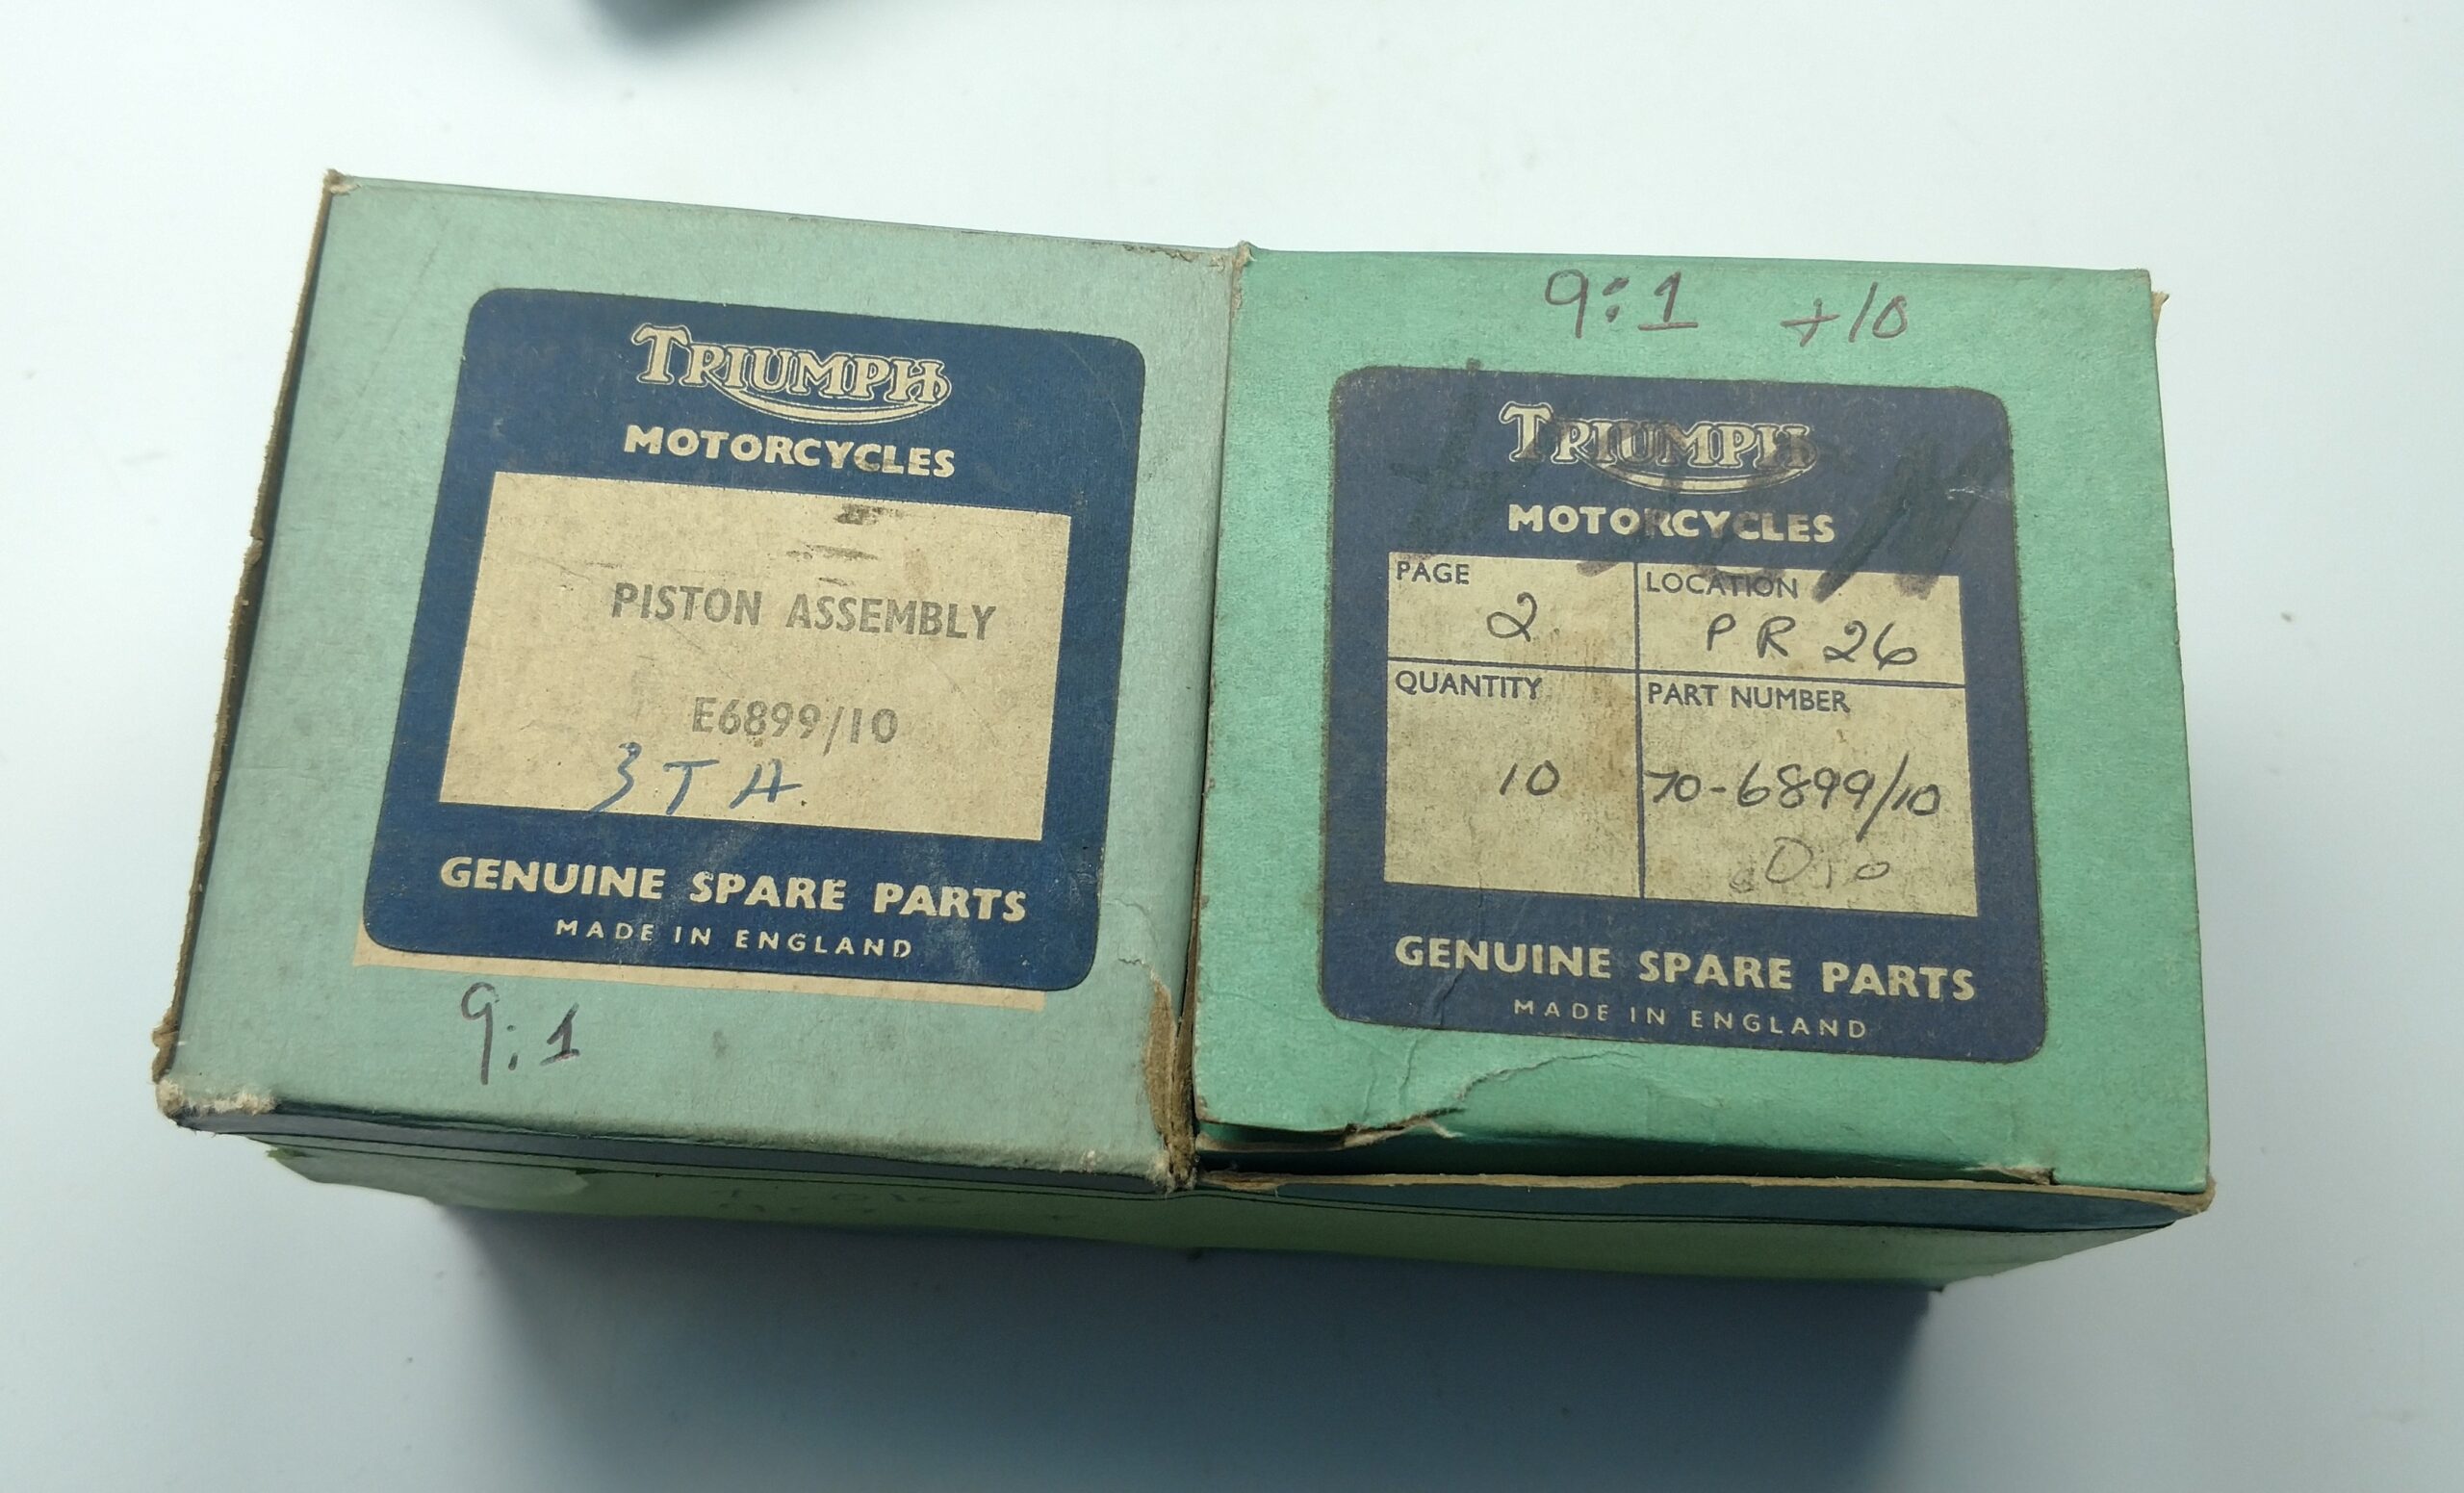 TRIUMPH
MOTORCYCLES
PISTON ASSEMBLY
E6899/10
3TA.
GENUINE SPARE PARTS
MADE IN ENGLAND
9:1
9:1 +10
TRIUMPH
MOTORCYCLES
PAGE
2
LOCATION
PR 26
QUANTITY
10
PART NUMBER
70-6899/10
GENUINE SPARE PARTS
MADE IN ENGLAND